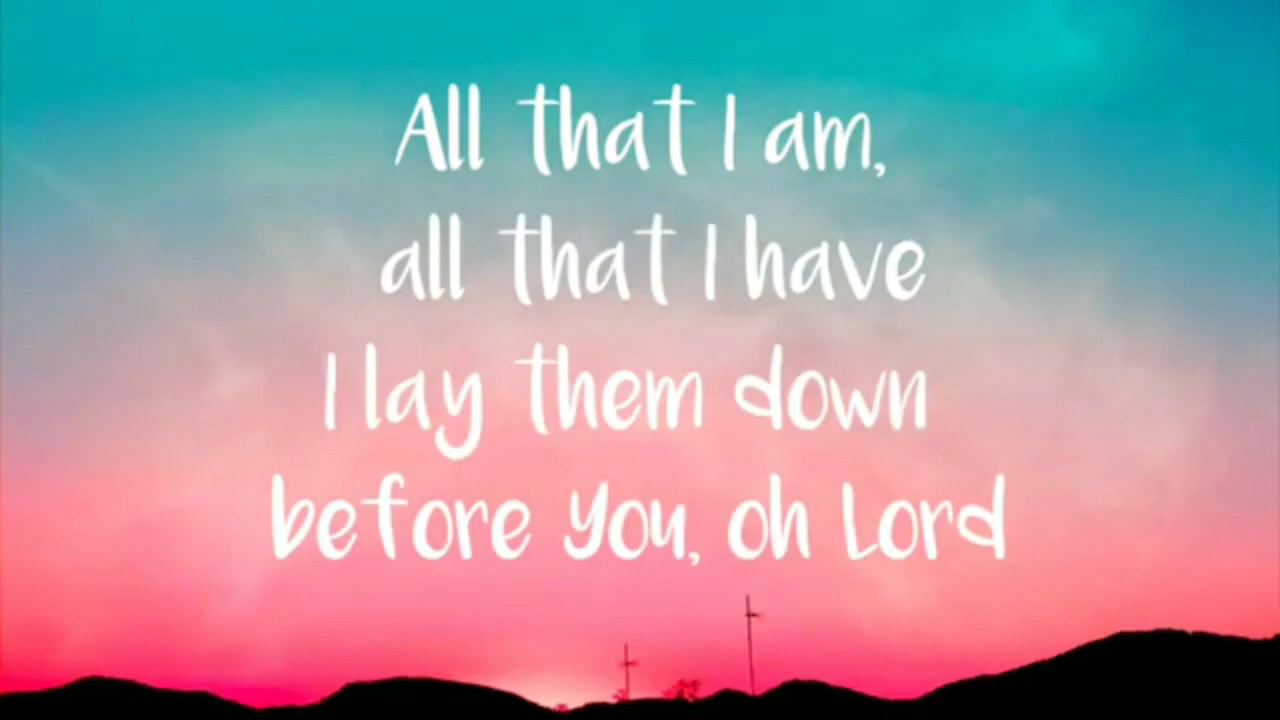 All that I am,
all that I have
I lay them down
before You, oh Lord